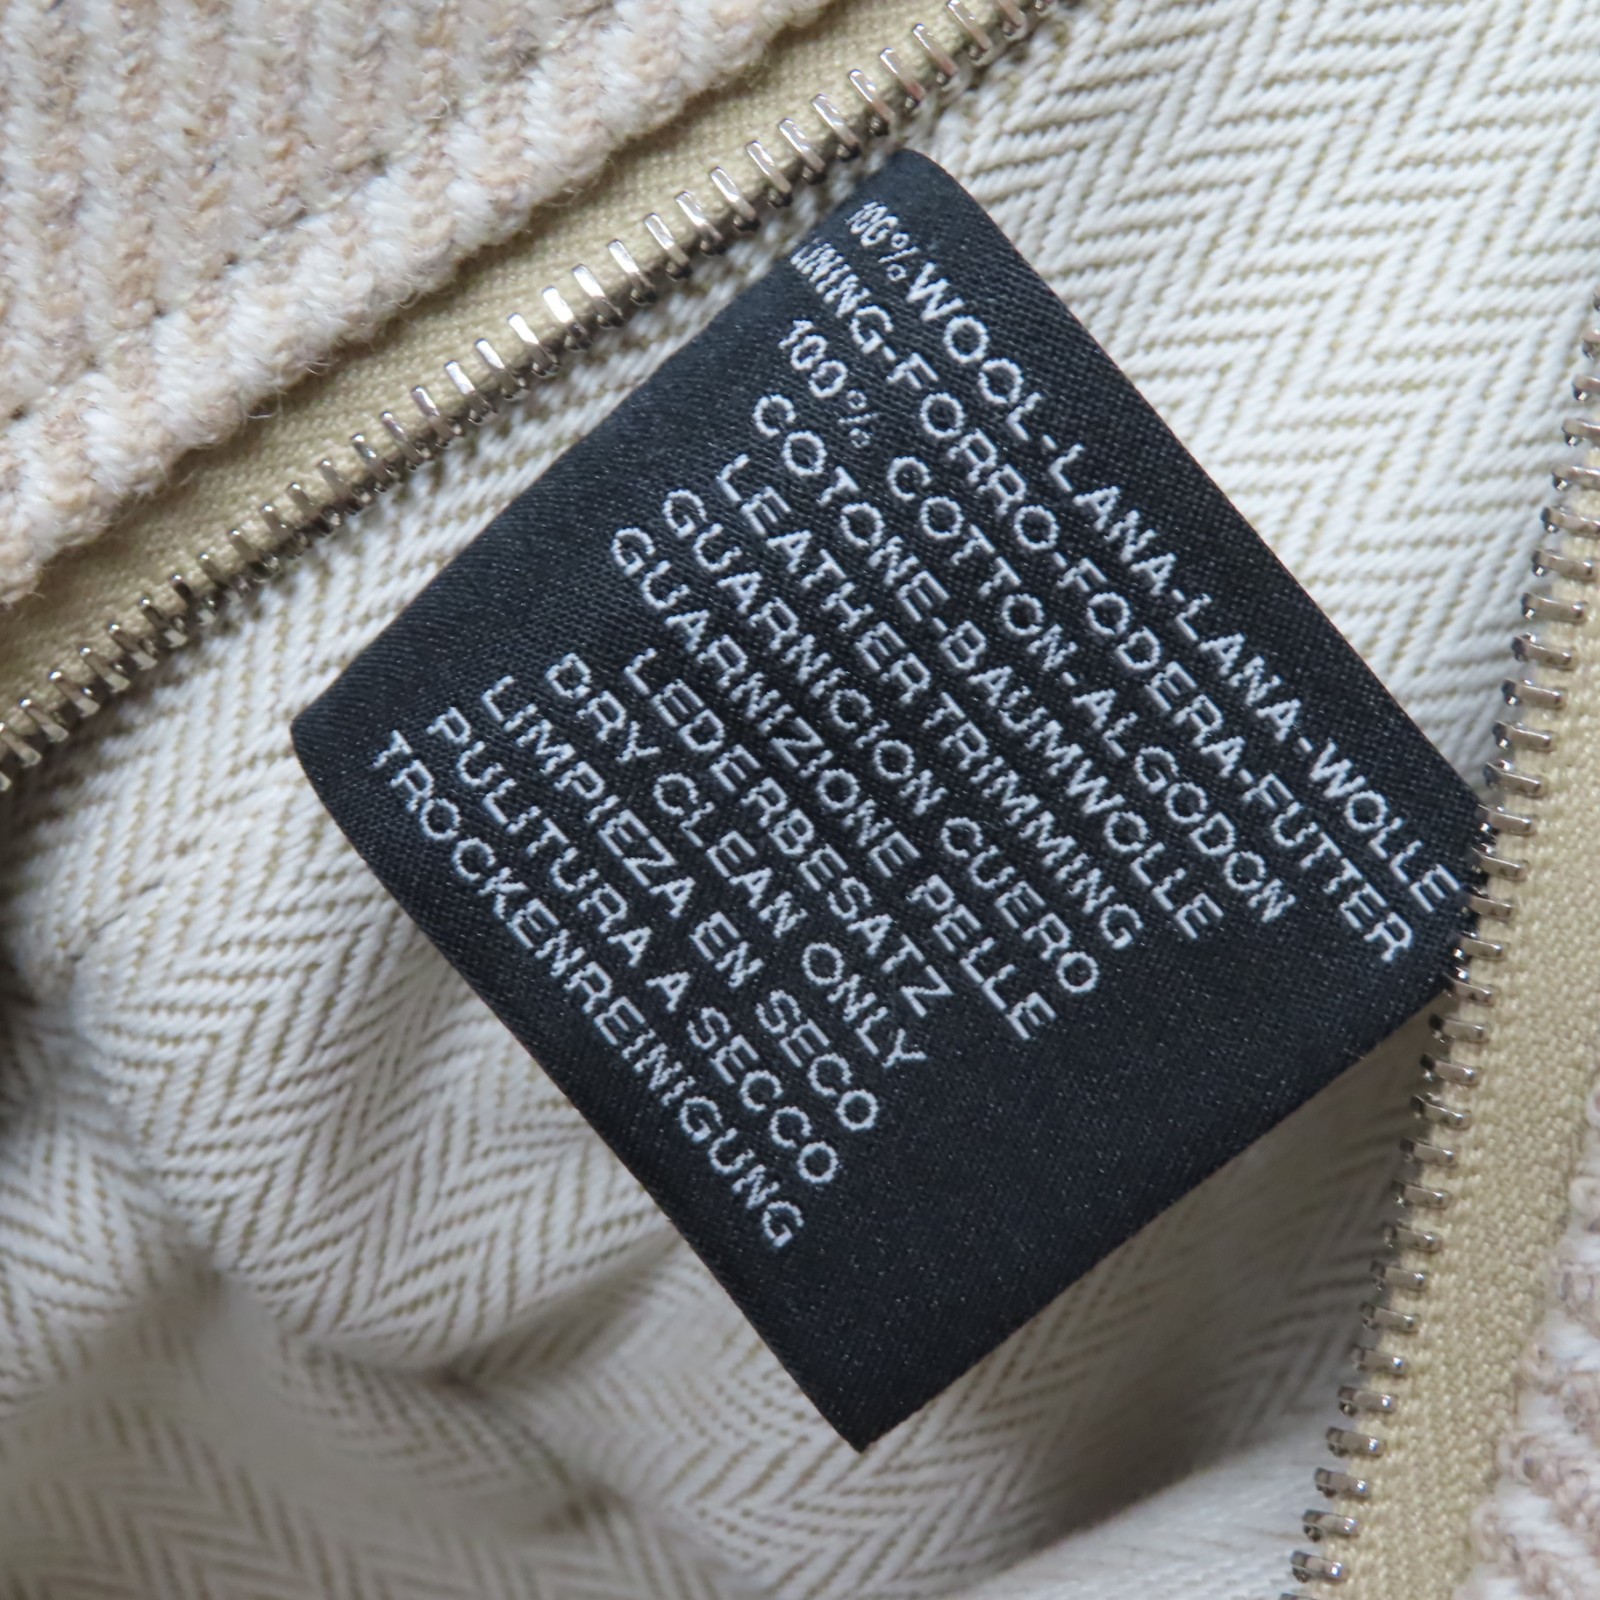 100% WOOL-LANA-LANA-WOLLE
LINING-FORRO-FODERA-FUTTER
100% COTTON-ALGODON
COTONE-BAUMWOLLE
LEATHER TRIMMING
GUARNICION CUERO
GUARNIZIONE PELLE
LEDERBESATZ
DRY CLEAN ONLY
LIMPIEZA EN SECO
PULITURA A SECCO
TROCKENREINIGUNG